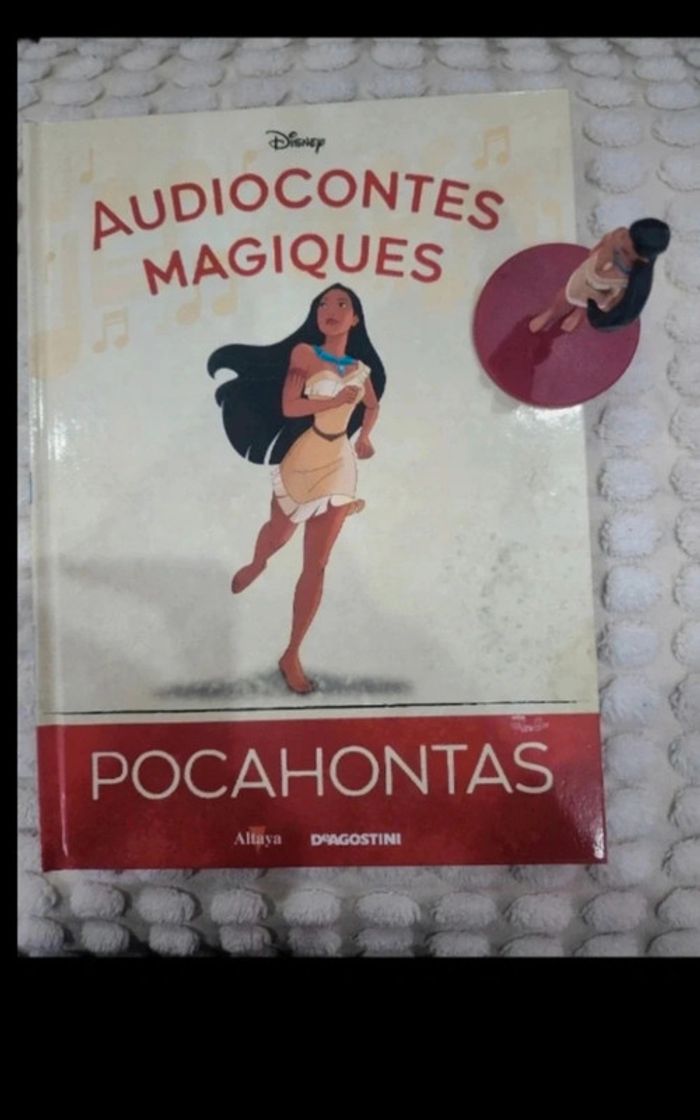 Disney
AUDIOCONTES
MAGIQUES
POCAHONTAS
Altaya DeAGOSTINI